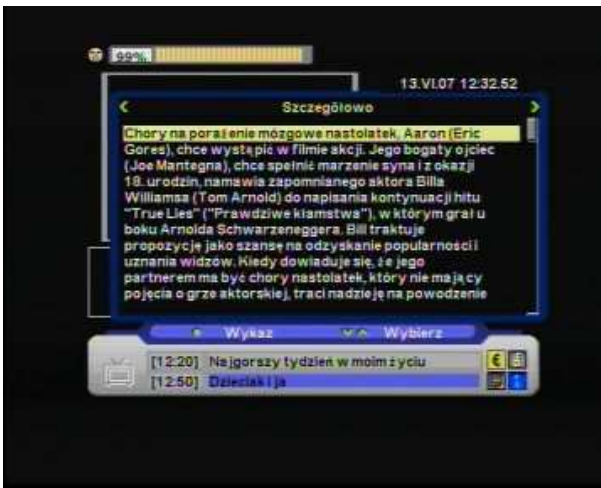 99%
13.VI.07 12:32.52
Szczegółowo
Chory na porażenie mózgowe nastolatek, Aaron (Eric
Gores), chce wystąpic w filmie akcji. Jego bogaty ojciec
(Joe Mantegna), chce spełnić marzenie syna i z okazji
18. urodzin, namawia zapomnianego aktora Billa
Williamsa (Tom Arnold) do napisania kontynuacji hitu
"True Lies" ("Prawdziwe kłamstwa"), w którym grał u
boku Arnolda Schwarzeneggera. Bill traktuje
propozycję jako szansę na odzyskanie popularności i
uznania widzów. Kiedy dowiaduje się, że jego
partnerem ma być chory nastolatek, który nie mający
pojęcia o grze aktorskiej, traci nadzieję na powodzenie
Wykaz Wybierz
[12:20] Najgorszy tydzień w moim życiu
€
[12:50] Dzieciak i ja